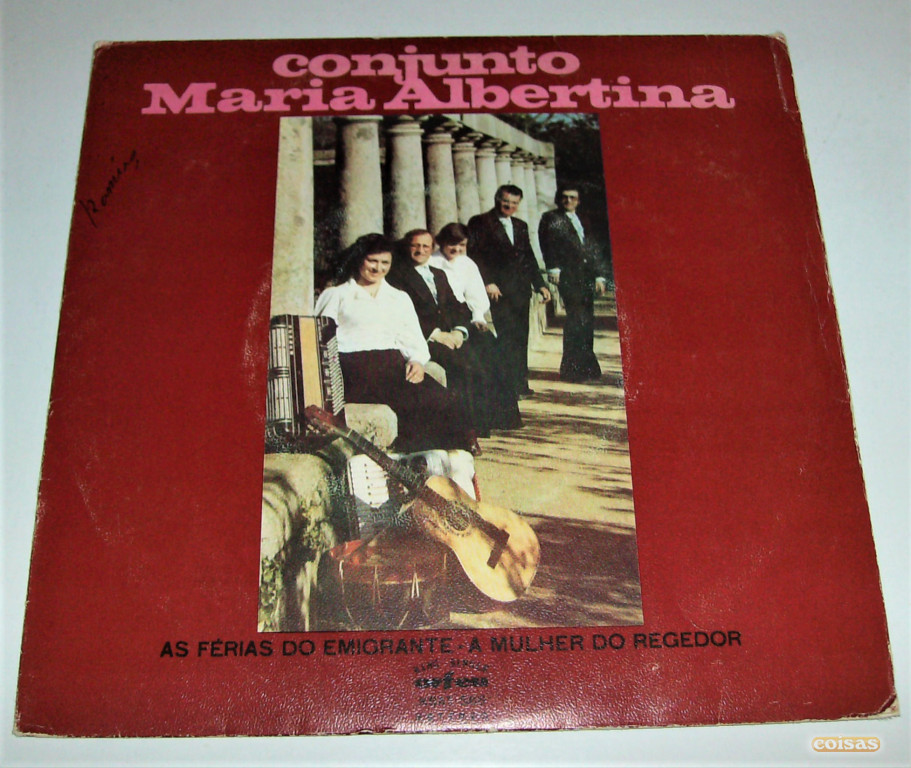 conjunto
Maria Albertina
AS FÉRIAS DO EMIGRANTE · A MULHER DO REGEDOR
coisas